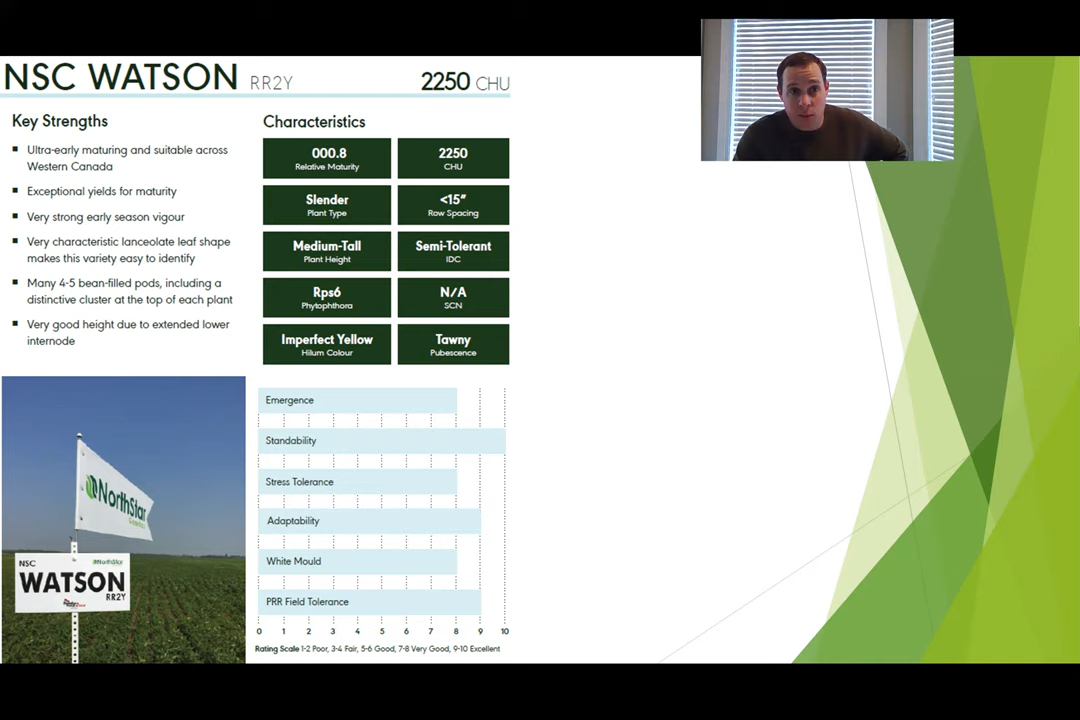 NSC WATSON RR2Y
2250 CHU
Key Strengths
▪ Ultra-early maturing and suitable across
Western Canada
▪ Exceptional yields for maturity
▪ Very strong early season vigour
▪ Very characteristic lanceolate leaf shape
makes this variety easy to identify
▪ Many 4-5 bean-filled pods, including a
distinctive cluster at the top of each plant
▪ Very good height due to extended lower
internode
Characteristics
000.8
Relative Maturity
2250
CHU
Slender
Plant Type
<15”
Row Spacing
Medium-Tall
Plant Height
Semi-Tolerant
IDC
Rps6
Phytophthora
N/A
SCN
Imperfect Yellow
Hilum Colour
Tawny
Pubescence
NorthStar
NSC
NorthStar
WATSON
RR2Y
Emergence
Standability
Stress Tolerance
Adaptability
White Mould
PRR Field Tolerance
0 1 2 3 4 5 6 7 8 9 10
Rating Scale 1-2 Poor, 3-4 Fair, 5-6 Good, 7-8 Very Good, 9-10 Excellent